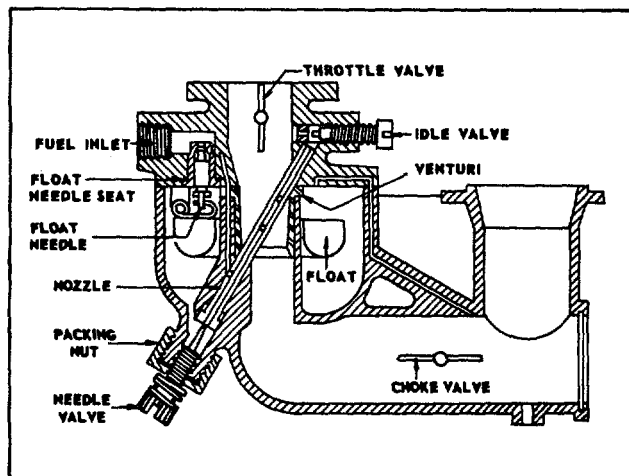 THROTTLE VALVE
FUEL INLET
IDLE VALVE
FLOAT
NEEDLE SEAT
VENTURI
FLOAT
NEEDLE
FLOAT
NOZZLE
PACKING
NUT
CHOKE VALVE
NEEDLE
VALVE